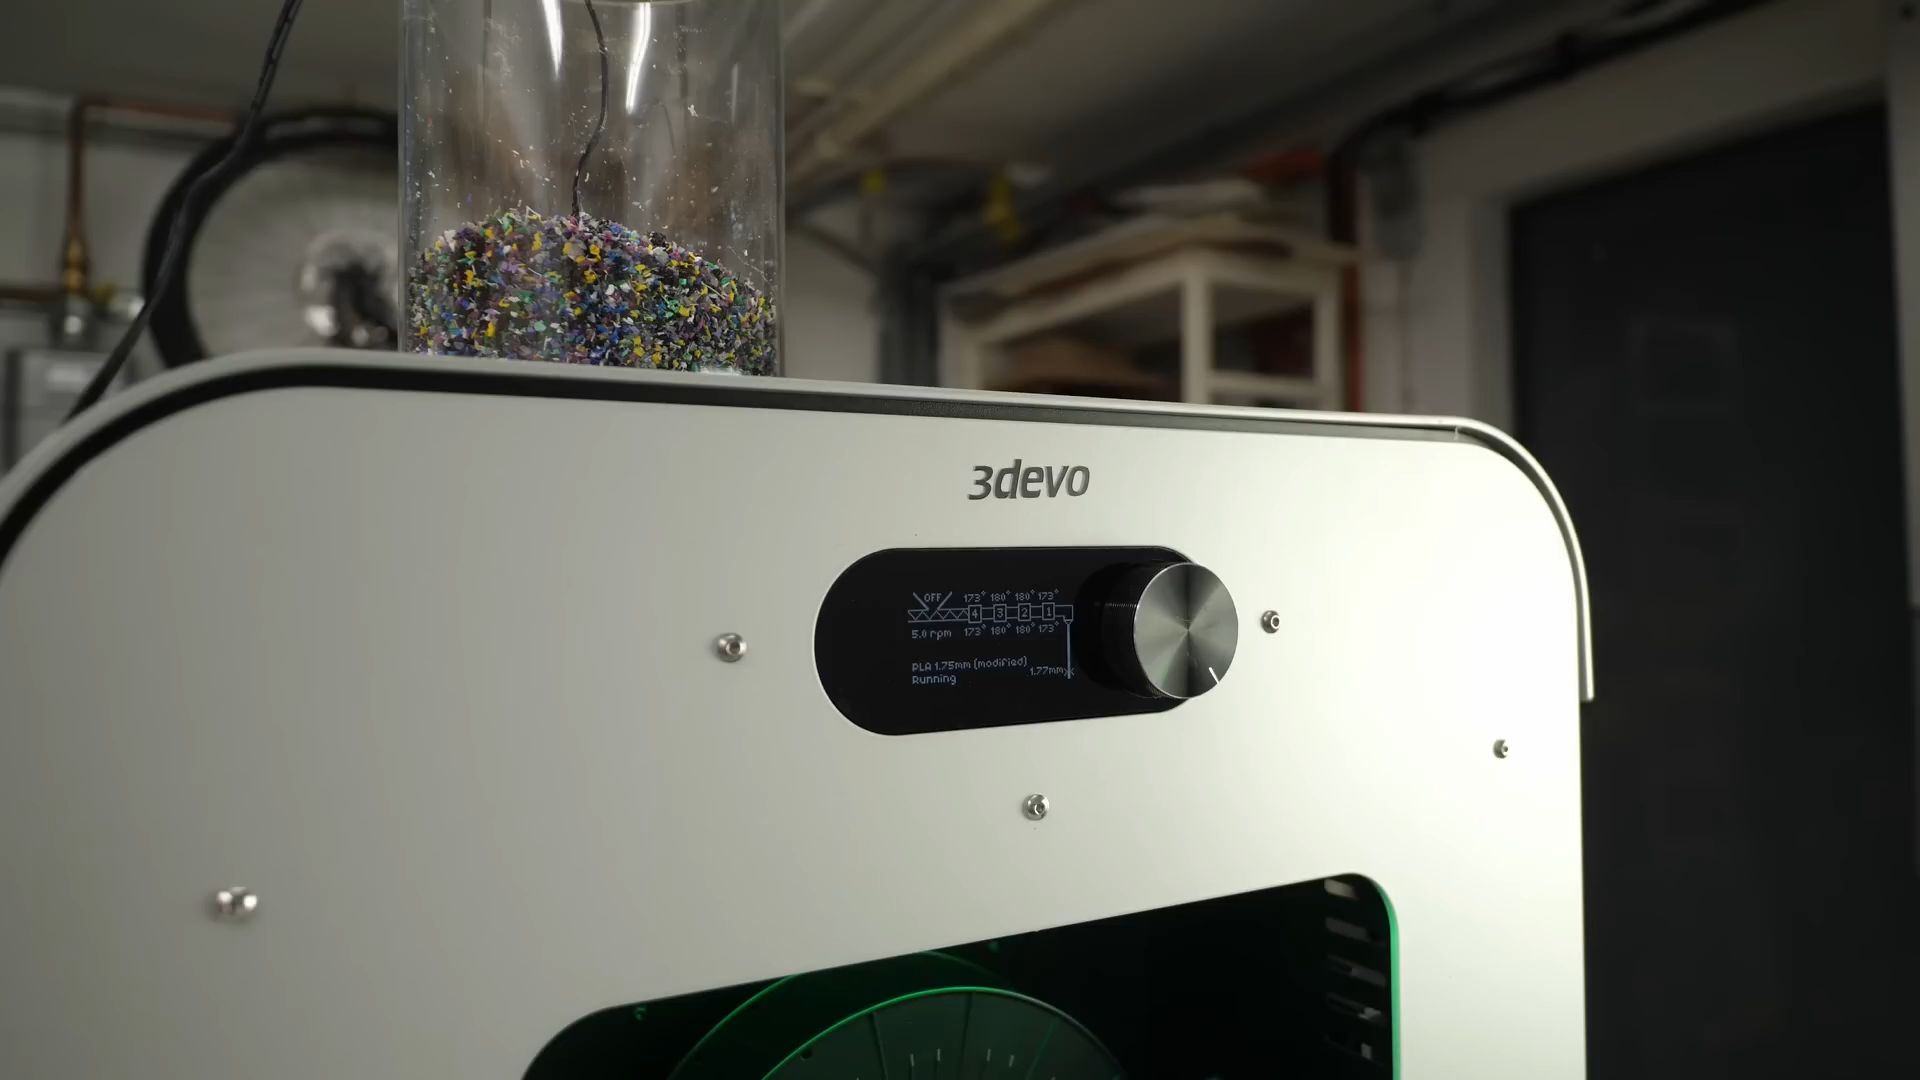 3devo
OFF 173° 180° 180° 173°
4 3 2 1
5.0 rpm 173° 180° 180° 173°
PLA 1.75mm (modified)
1.77mm
Running